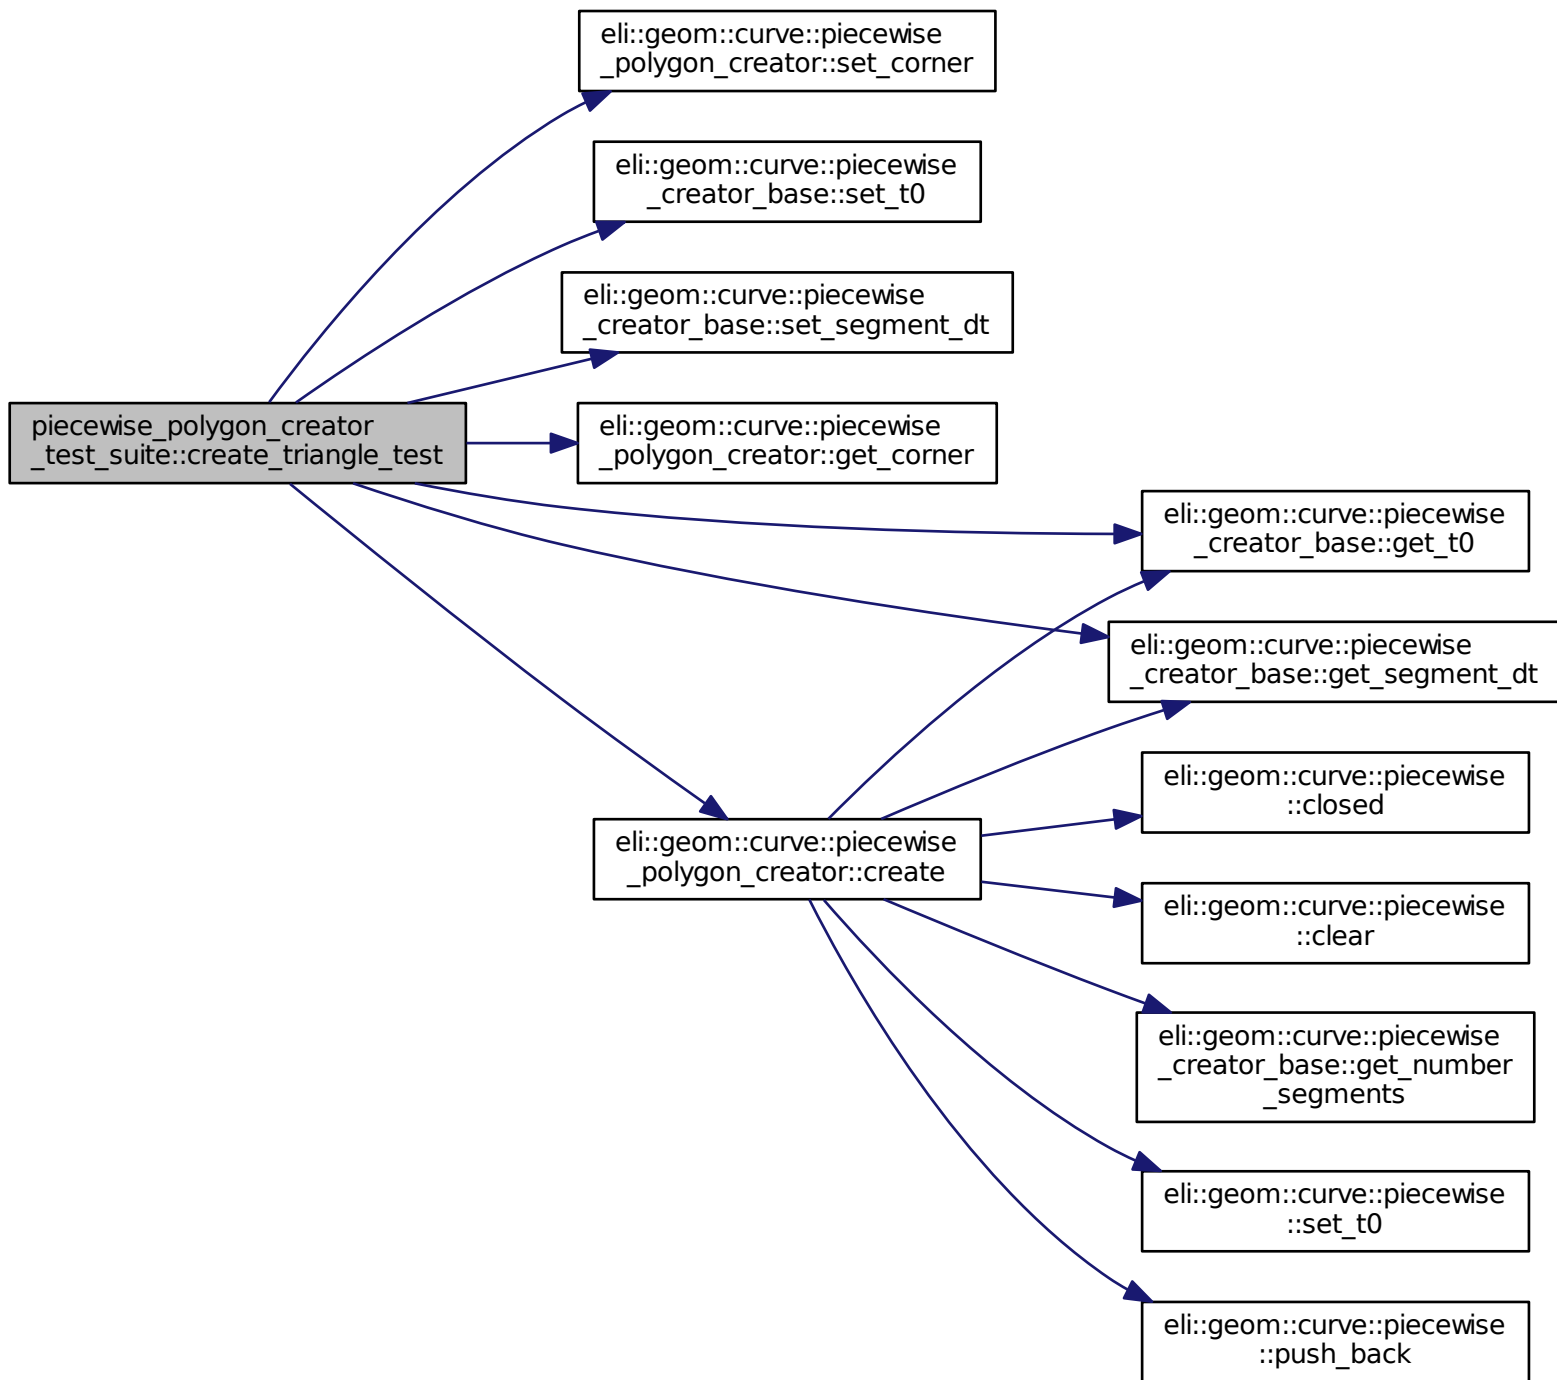 eli::geom::curve::piecewise
_polygon_creator::set_corner
eli::geom::curve::piecewise
_creator_base::set_t0
eli::geom::curve::piecewise
_creator_base::set_segment_dt
piecewise_polygon_creator
_test_suite::create_triangle_test
eli::geom::curve::piecewise
_polygon_creator::get_corner
eli::geom::curve::piecewise
_creator_base::get_t0
eli::geom::curve::piecewise
_creator_base::get_segment_dt
eli::geom::curve::piecewise
::closed
eli::geom::curve::piecewise
_polygon_creator::create
eli::geom::curve::piecewise
::clear
eli::geom::curve::piecewise
_creator_base::get_number
_segments
eli::geom::curve::piecewise
::set_t0
eli::geom::curve::piecewise
::push_back